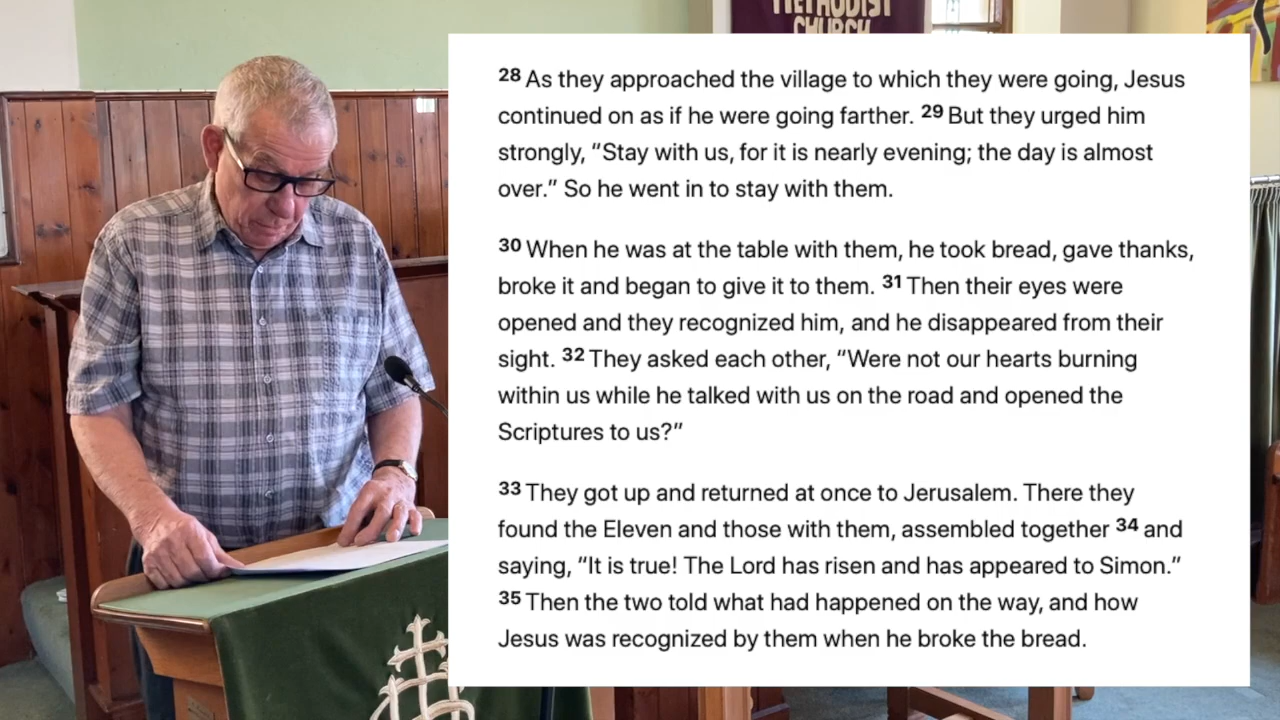 METHODIST
CHURCH
28 As they approached the village to which they were going, Jesus
continued on as if he were going farther. 29 But they urged him
strongly, “Stay with us, for it is nearly evening; the day is almost
over.” So he went in to stay with them.
30 When he was at the table with them, he took bread, gave thanks,
broke it and began to give it to them. 31 Then their eyes were
opened and they recognized him, and he disappeared from their
sight. 32 They asked each other, “Were not our hearts burning
within us while he talked with us on the road and opened the
Scriptures to us?”
33 They got up and returned at once to Jerusalem. There they
found the Eleven and those with them, assembled together 34 and
saying, “It is true! The Lord has risen and has appeared to Simon.”
35 Then the two told what had happened on the way, and how
Jesus was recognized by them when he broke the bread.